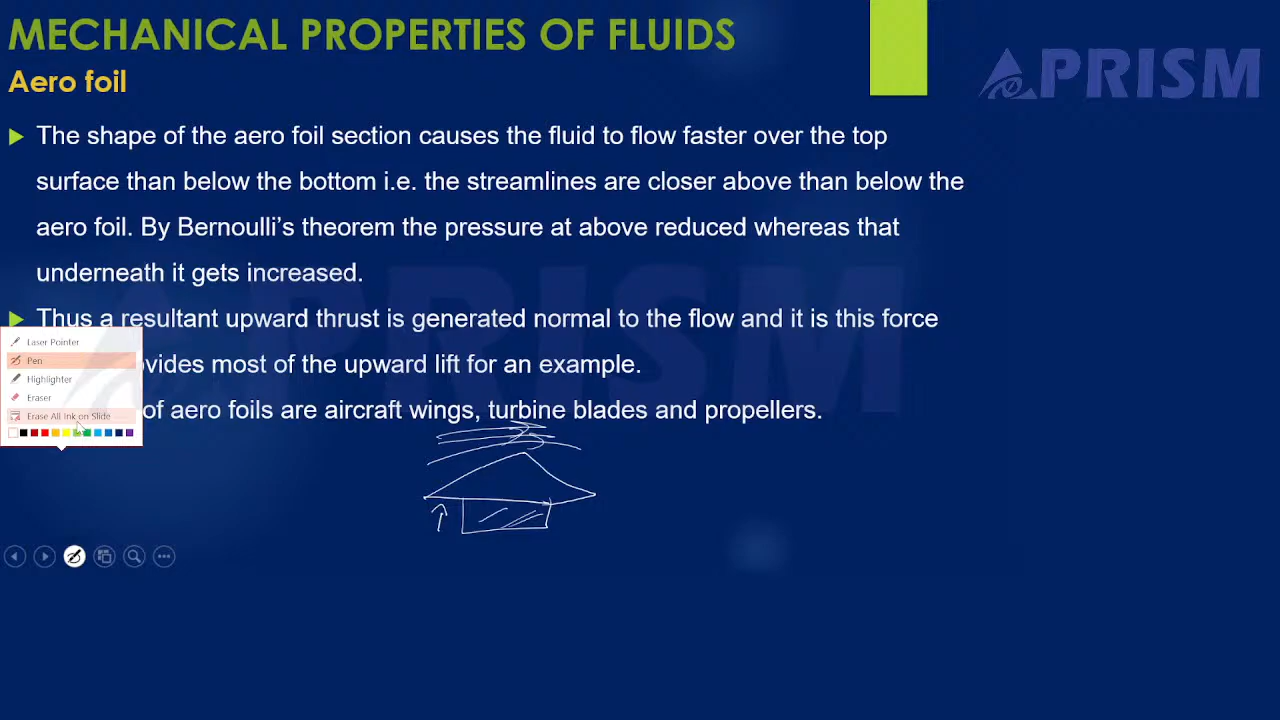 MECHANICAL PROPERTIES OF FLUIDS
PRISM
Aero foil
The shape of the aero foil section causes the fluid to flow faster over the top
surface than below the bottom i.e. the streamlines are closer above than below the
aero foil. By Bernoulli’s theorem the pressure at above reduced whereas that
underneath it gets increased.
PRISM
Thus a resultant upward thrust is generated normal to the flow and it is this force
vides most of the upward lift for an example.
of aero foils are aircraft wings, turbine blades and propellers.
Laser Pointer
Pen
Highlighter
Eraser
Erase All Ink on Slide